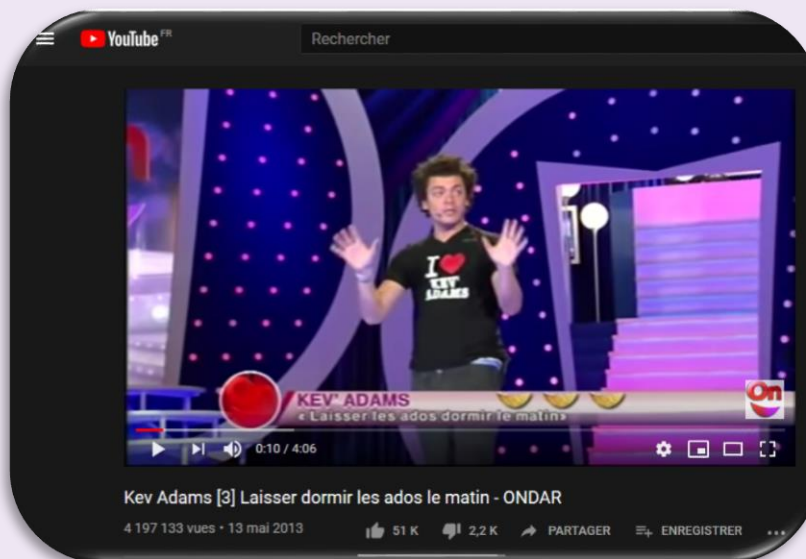 YouTube FR
Rechercher
I ❤
KEV'
ADAMS
KEV' ADAMS
« Laisser les ados dormir le matin»
On
0:10 / 4:06
Kev Adams [3] Laisser dormir les ados le matin - ONDAR
4 197 133 vues • 13 mai 2013
51 K
2,2 K
PARTAGER
ENREGISTRER